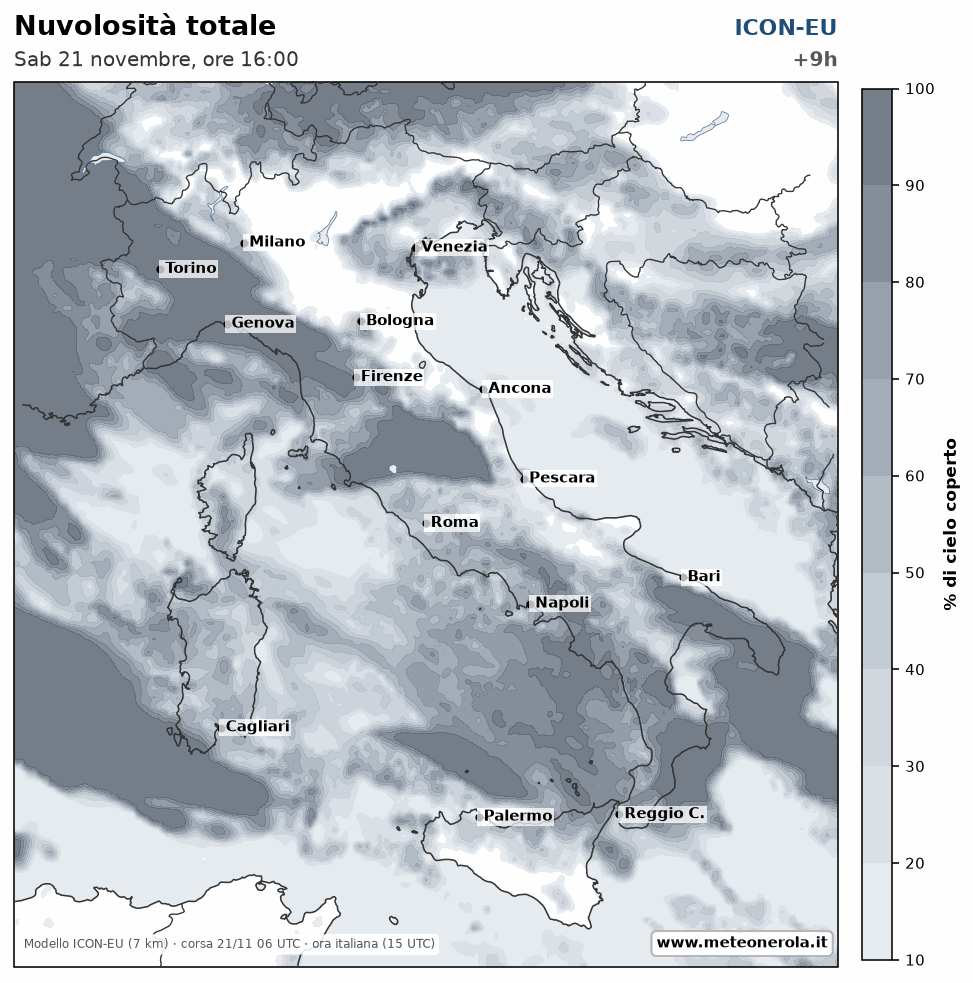 Nuvolosità totale
ICON-EU
Sab 21 novembre, ore 16:00
+9h
Milano
Venezia
Torino
Genova
Bologna
Firenze
Ancona
Pescara
Roma
Bari
Napoli
Cagliari
Palermo
Reggio C.
100
90
80
70
60
50
40
30
20
10
% di cielo coperto
Modello ICON-EU (7 km) · corsa 21/11 06 UTC · ora italiana (15 UTC)
www.meteonerola.it